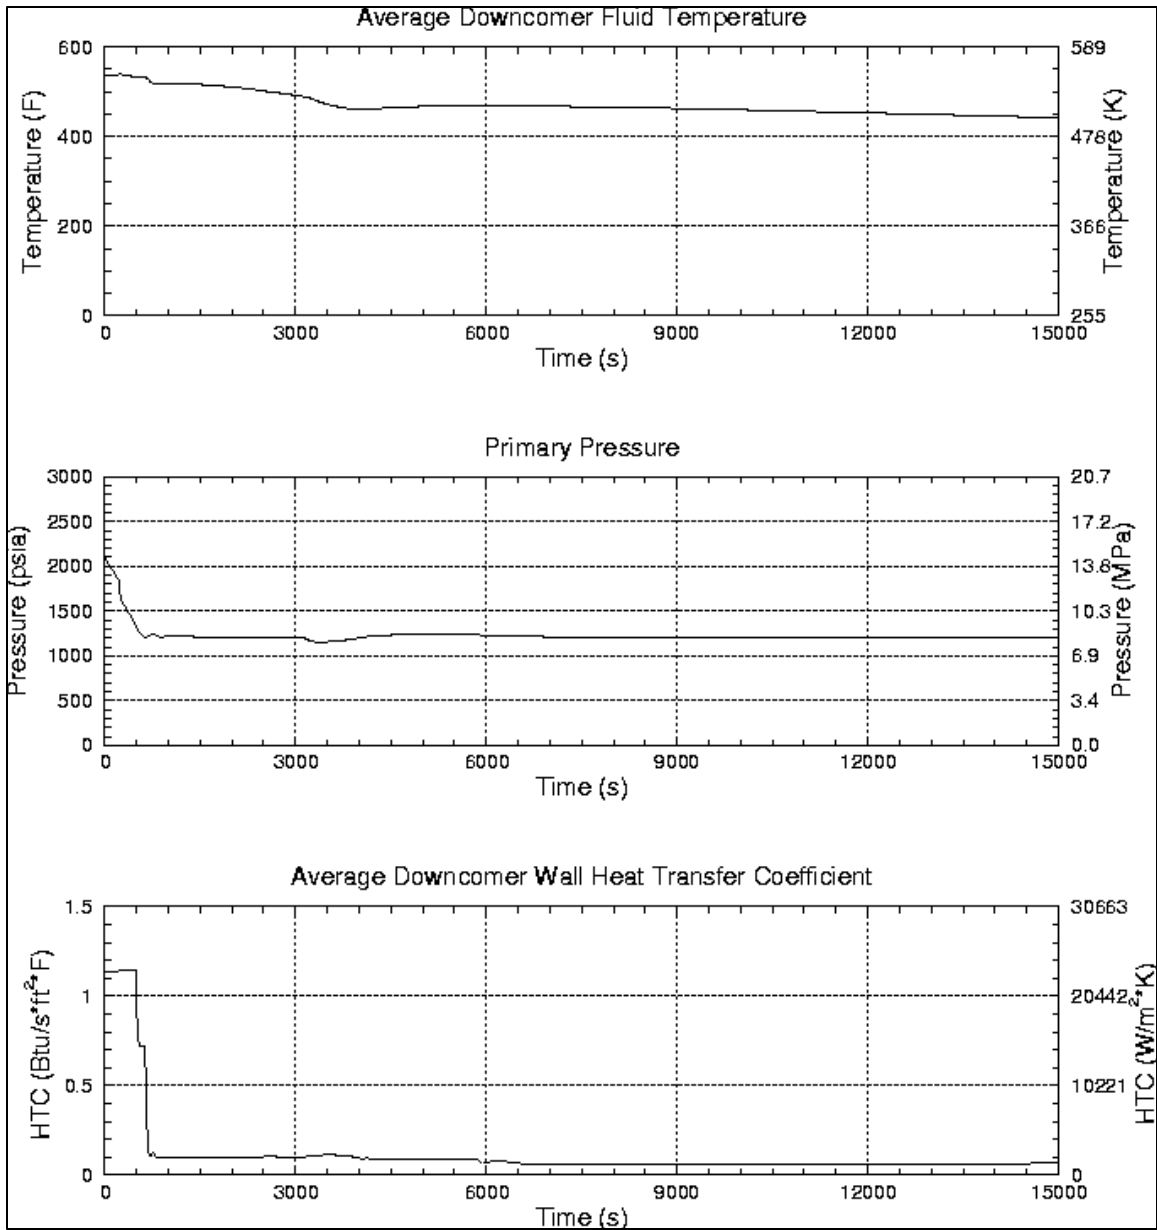 Average Downcomer Fluid Temperature
600 589
400 478
200 366
0 255
Temperature (F)
Temperature (K)
0 3000 6000 9000 12000 15000
Time (s)
Primary Pressure
3000 20.7
2500 17.2
2000 13.8
1500 10.3
1000 6.9
500 3.4
0 0.0
Pressure (psia)
Pressure (MPa)
0 3000 6000 9000 12000 15000
Time (s)
Average Downcomer Wall Heat Transfer Coefficient
1.5 30663
1 20442
0.5 10221
0 0
HTC (Btu/s*ft²*F)
HTC (W/m²*K)
0 3000 6000 9000 12000 15000
Time (s)